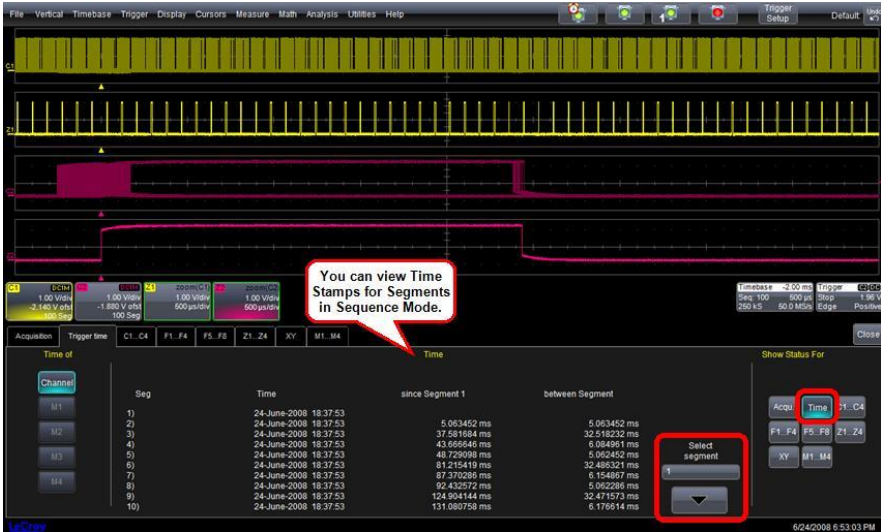 File Vertical Timebase Trigger Display Cursors Measure Math Analysis Utilities Help
Trigger Setup
Default
Undo
C1
Z1
You can view Time
Stamps for Segments
in Sequence Mode.
C1 DC1M
1.00 V/div
-2.140 V ofst
100 Seg
DC1M
1.00 V/div
-1.880 V ofst
100 Seg
Z1 zoom(C1)
1.00 V/div
500 µs/div
Z2 zoom(C2)
1.00 V/div
500 µs/div
Timebase -2.00 ms
Seq: 100 500 µs
250 kS 50.0 MS/s
Trigger
Stop 1.96 V
Edge Positive
Acquisition Trigger time C1...C4 F1...F4 F5...F8 Z1...Z4 XY M1...M4
Close
Time of
Time
Show Status For
Channel
M1
M2
M3
M4
Seg Time since Segment 1 between Segment
1) 24-June-2008 18:37:53
2) 24-June-2008 18:37:53 5.063452 ms 5.063452 ms
3) 24-June-2008 18:37:53 37.581684 ms 32.518232 ms
4) 24-June-2008 18:37:53 43.666646 ms 6.084961 ms
5) 24-June-2008 18:37:53 48.729098 ms 5.062452 ms
6) 24-June-2008 18:37:53 81.215419 ms 32.486321 ms
7) 24-June-2008 18:37:53 87.370286 ms 6.154867 ms
8) 24-June-2008 18:37:53 92.432572 ms 5.062286 ms
9) 24-June-2008 18:37:53 124.904144 ms 32.471573 ms
10) 24-June-2008 18:37:53 131.080758 ms 6.176614 ms
Select
segment
1
Acqu. Time C1...C4
F1...F4 F5...F8 Z1...Z4
XY M1...M4
LeCroy
6/24/2008 6:53:03 PM